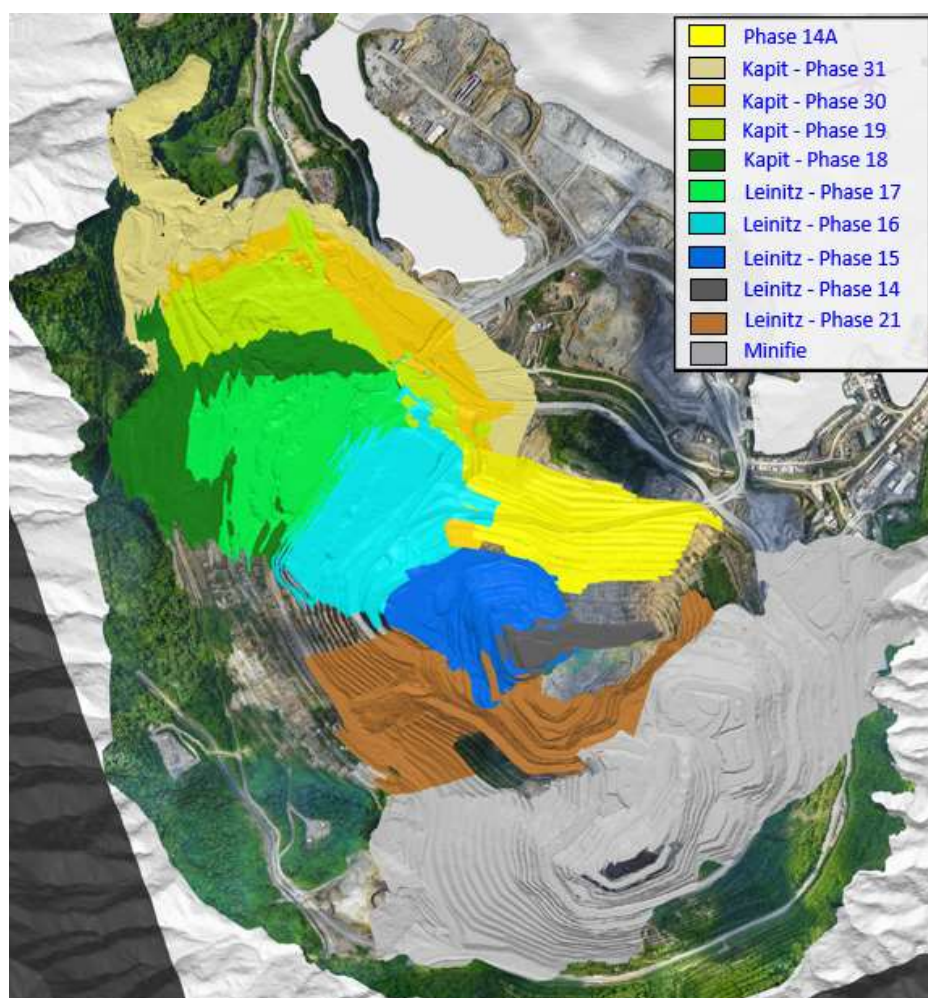 Phase 14A
Kapit - Phase 31
Kapit - Phase 30
Kapit - Phase 19
Kapit - Phase 18
Leinitz - Phase 17
Leinitz - Phase 16
Leinitz - Phase 15
Leinitz - Phase 14
Leinitz - Phase 21
Minifie